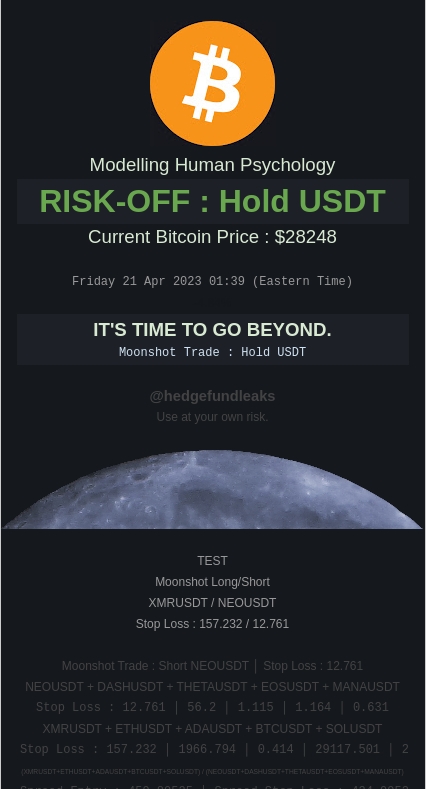 Modelling Human Psychology
RISK-OFF : Hold USDT
Current Bitcoin Price : $28248
Friday 21 Apr 2023 01:39 (Eastern Time)
IT'S TIME TO GO BEYOND.
Moonshot Trade : Hold USDT
@hedgefundleaks
Use at your own risk.
TEST
Moonshot Long/Short
XMRUSDT / NEOUSDT
Stop Loss : 157.232 / 12.761
Moonshot Trade : Short NEOUSDT | Stop Loss : 12.761
NEOUSDT + DASHUSDT + THETAUSDT + EOSUSDT + MANAUSDT
Stop Loss : 12.761 | 56.2 | 1.115 | 1.164 | 0.631
XMRUSDT + ETHUSDT + ADAUSDT + BTCUSDT + SOLUSDT
Stop Loss : 157.232 | 1966.794 | 0.414 | 29117.501 | 2
(XMRUSDT+ETHUSDT+ADAUSDT+BTCUSDT+SOLUSDT) / (NEOUSDT+DASHUSDT+THETAUSDT+EOSUSDT+MANAUSDT)